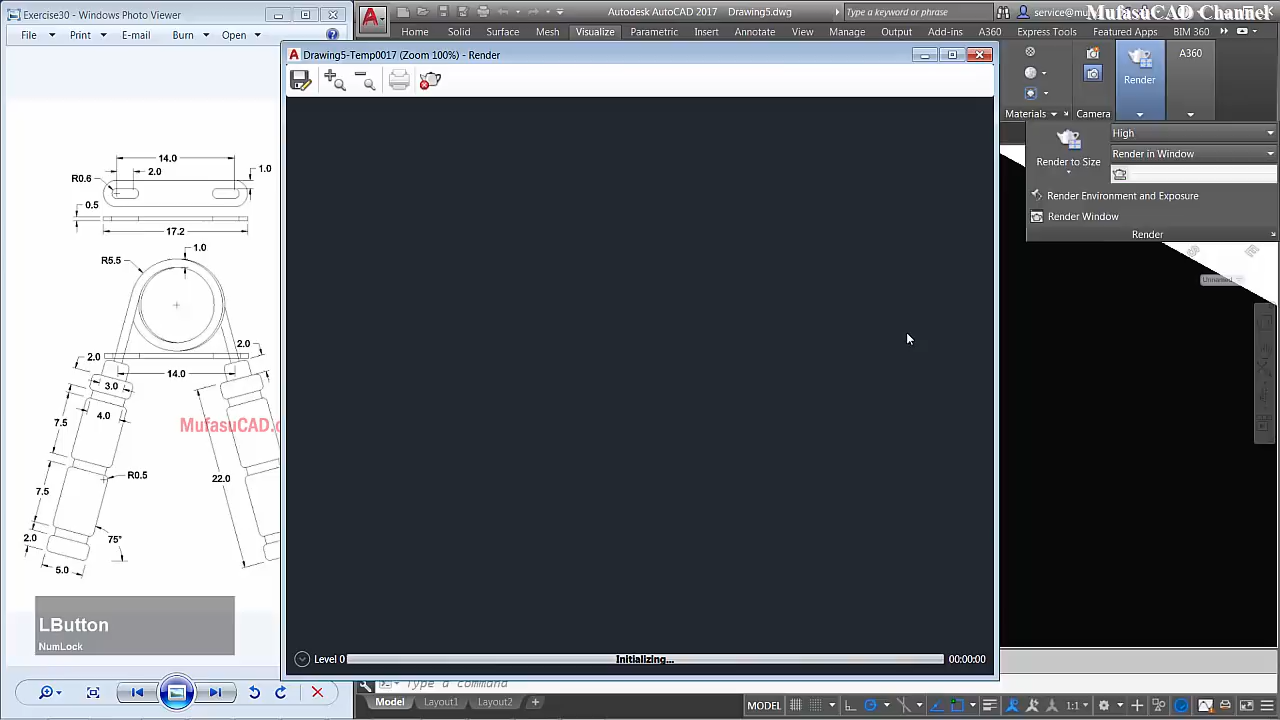 Exercise30 - Windows Photo Viewer
File Print E-mail Burn Open
14.0
2.0
1.0
R0.6
0.5
17.2
1.0
R5.5
2.0
2.0
14.0
3.0
4.0
7.5
MufasuCAD.c
R0.5
22.0
7.5
2.0
75°
5.0
LButton
NumLock
Autodesk AutoCAD 2017 Drawing5.dwg
Type a keyword or phrase
service@mu
MufasuCAD Channel
Home Solid Surface Mesh Visualize Parametric Insert Annotate View Manage Output Add-ins A360 Express Tools Featured Apps BIM 360
Drawing5-Temp0017 (Zoom 100%) - Render
Level 0
Initializing...
00:00:00
Materials
Camera
Render
A360
Render to Size
High
Render in Window
Render Environment and Exposure
Render Window
Render
S
E
Unnamed
Type a command
Model Layout1 Layout2 +
MODEL
1:1